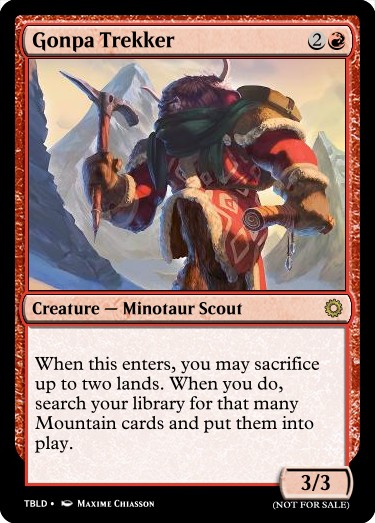 Gonpa Trekker 2
Creature — Minotaur Scout
When this enters, you may sacrifice
up to two lands. When you do,
search your library for that many
Mountain cards and put them into
play.
3/3
TBLD • Maxime Chiasson
(NOT FOR SALE)